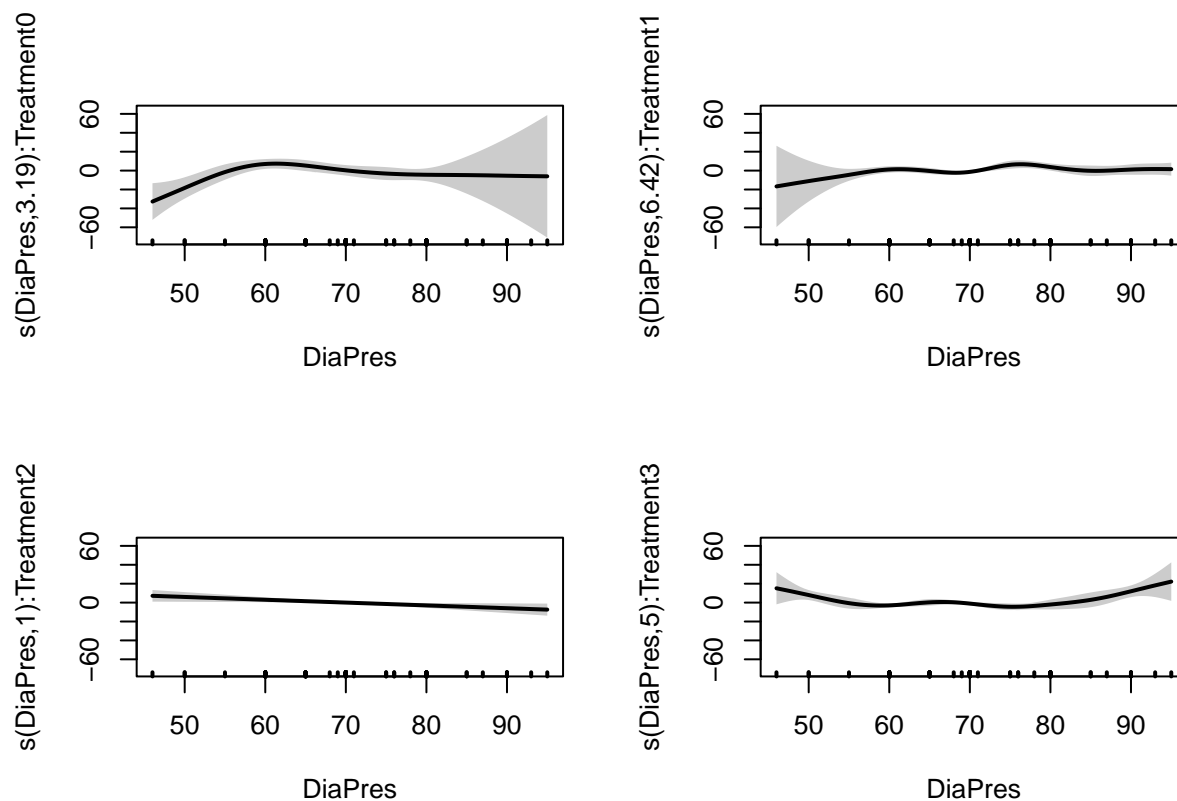 s(DiaPres,3.19):Treatment0
60
0
−60
50 60 70 80 90
DiaPres
s(DiaPres,6.42):Treatment1
60
0
−60
50 60 70 80 90
DiaPres
s(DiaPres,1):Treatment2
60
0
−60
50 60 70 80 90
DiaPres
s(DiaPres,5):Treatment3
60
0
−60
50 60 70 80 90
DiaPres